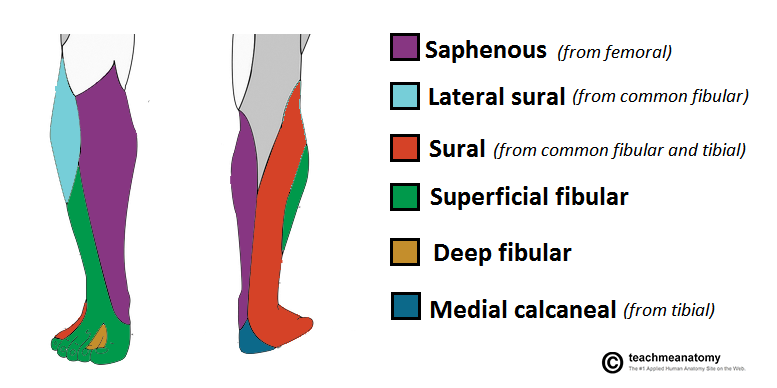 Saphenous (from femoral)
Lateral sural (from common fibular)
Sural (from common fibular and tibial)
Superficial fibular
Deep fibular
Medial calcaneal (from tibial)
© teachmeanatomy
The #1 Applied Human Anatomy Site on the Web.